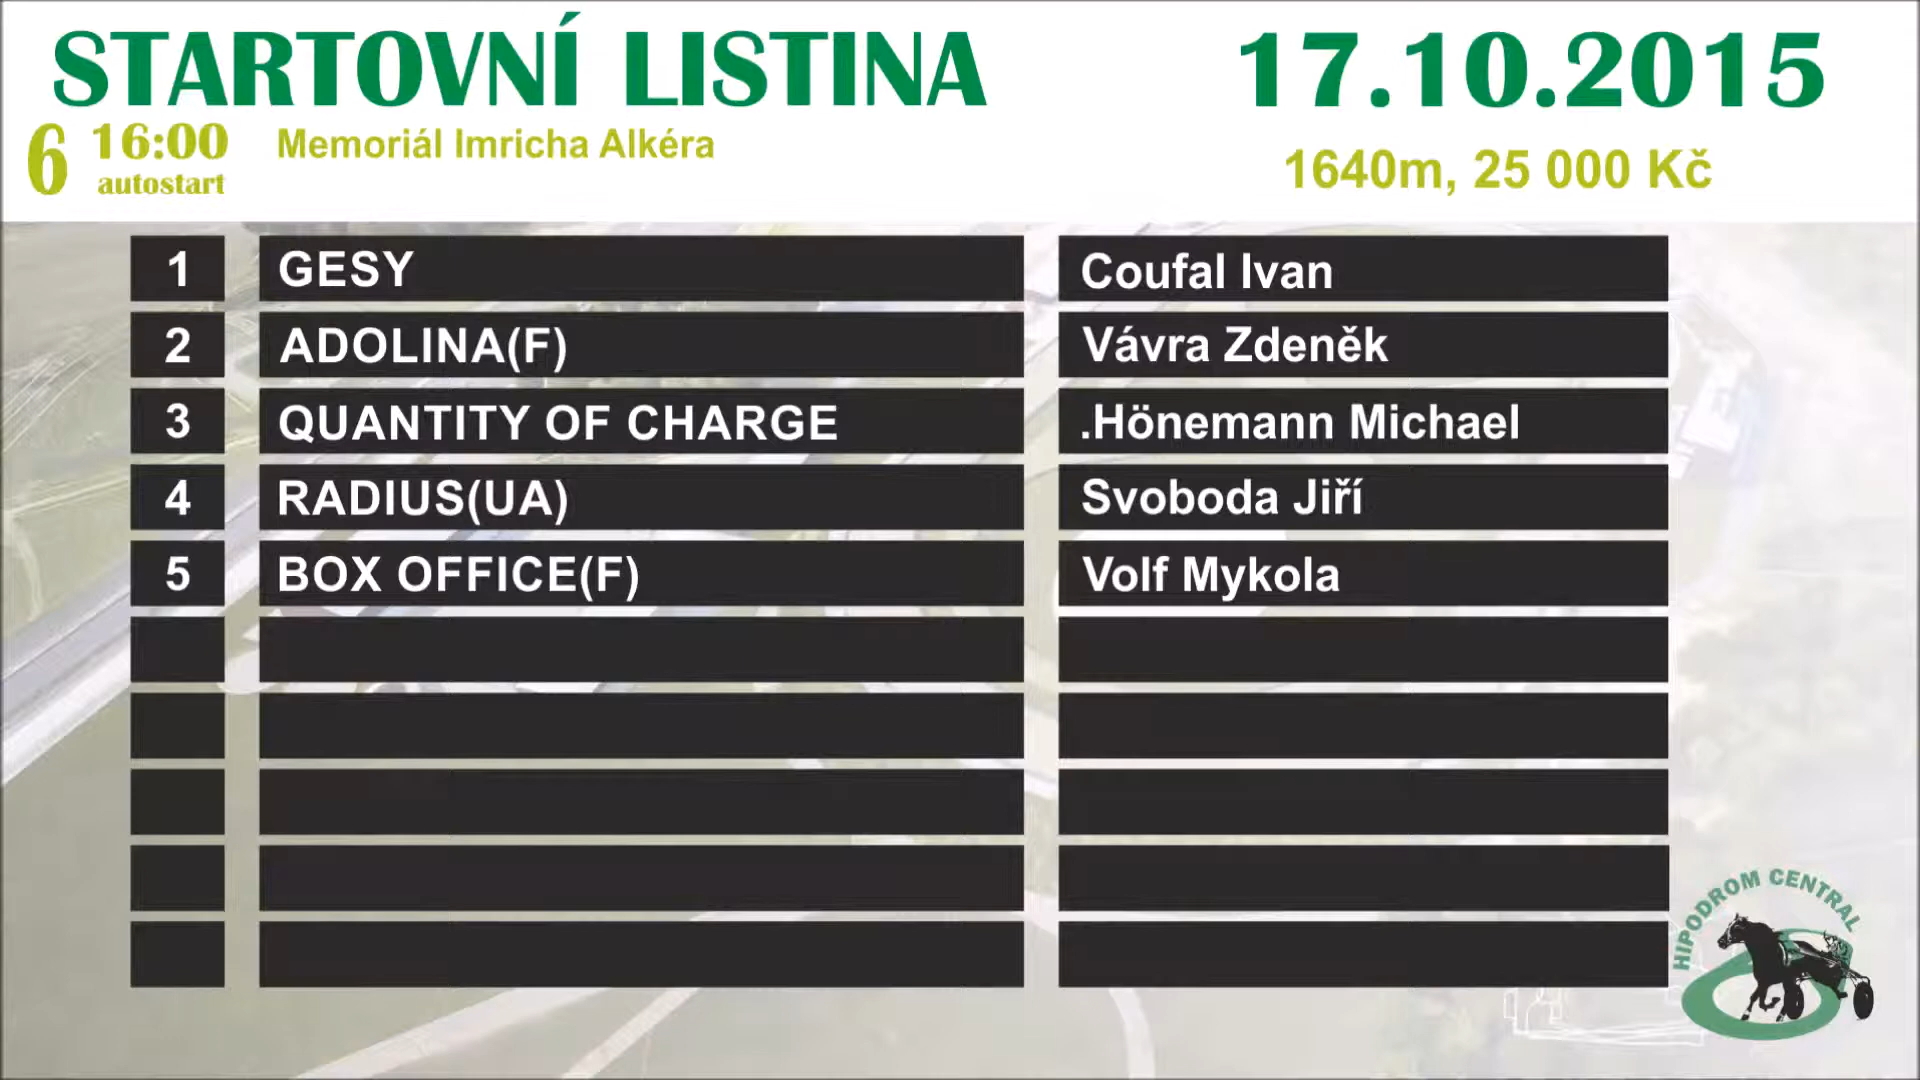 STARTOVNÍ LISTINA 17.10.2015
6 16:00 autostart Memoriál Imricha Alkéra 1640m, 25 000 Kč
1 GESY Coufal Ivan
2 ADOLINA(F) Vávra Zdeněk
3 QUANTITY OF CHARGE .Hönemann Michael
4 RADIUS(UA) Svoboda Jiří
5 BOX OFFICE(F) Volf Mykola
HIPODROM CENTRAL